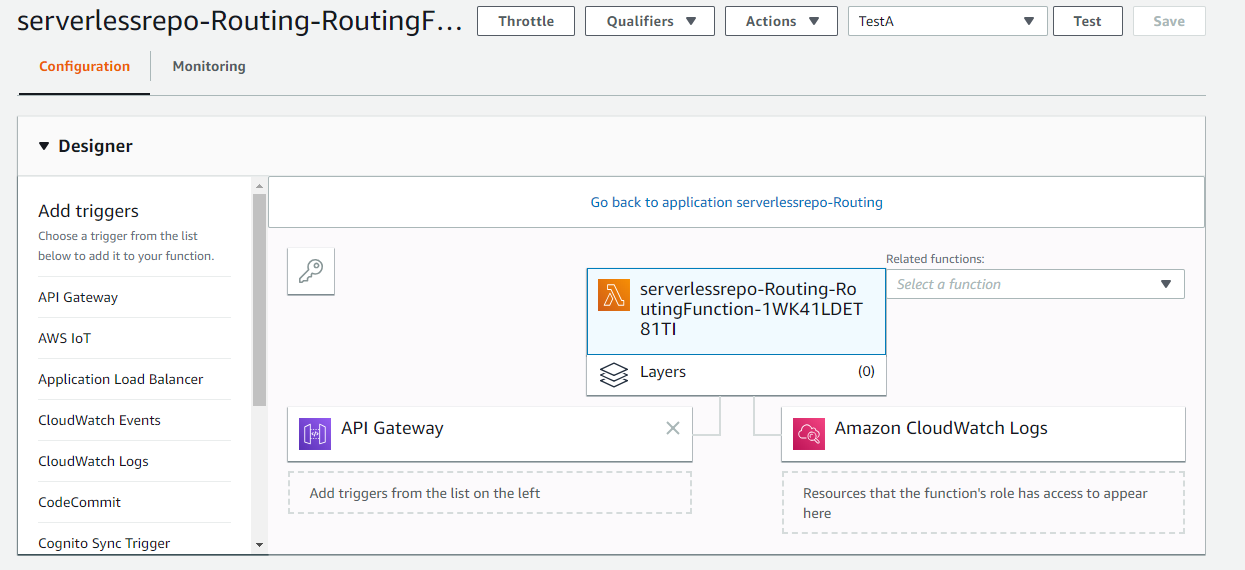 serverlessrepo-Routing-RoutingF...
Throttle
Qualifiers
Actions
TestA
Test
Save
Configuration
Monitoring
Designer
Add triggers
Choose a trigger from the list
below to add it to your function.
API Gateway
AWS IoT
Application Load Balancer
CloudWatch Events
CloudWatch Logs
CodeCommit
Cognito Sync Trigger
Go back to application serverlessrepo-Routing
Related functions:
Select a function
serverlessrepo-Routing-Ro
utingFunction-1WK41LDET
81TI
Layers
(0)
API Gateway
Add triggers from the list on the left
Amazon CloudWatch Logs
Resources that the function's role has access to appear
here